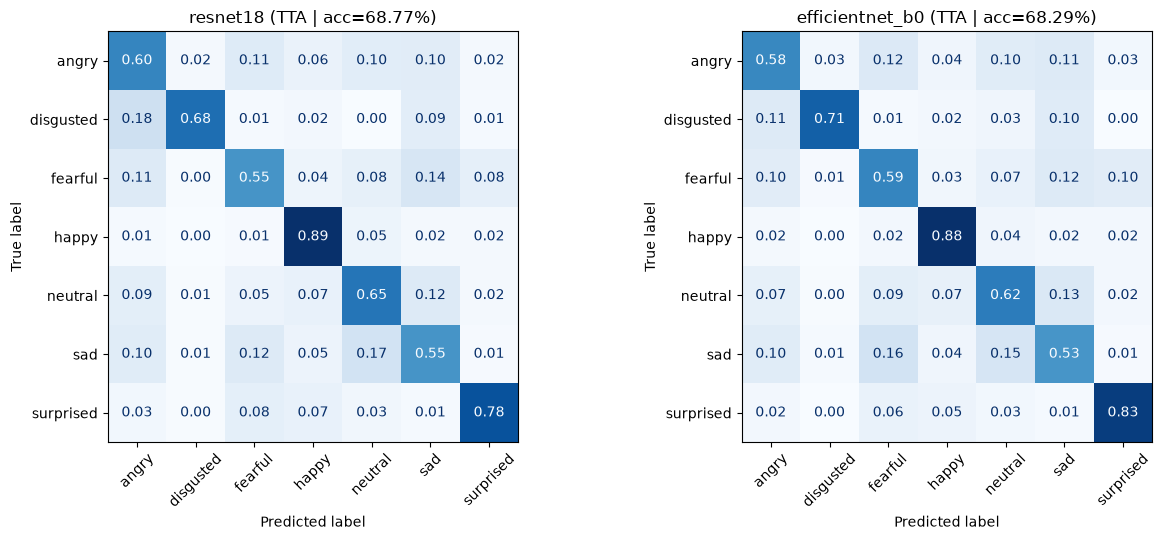 resnet18 (TTA | acc=68.77%)
angry 0.60 0.02 0.11 0.06 0.10 0.10 0.02
disgusted 0.18 0.68 0.01 0.02 0.00 0.09 0.01
fearful 0.11 0.00 0.55 0.04 0.08 0.14 0.08
happy 0.01 0.00 0.01 0.89 0.05 0.02 0.02
neutral 0.09 0.01 0.05 0.07 0.65 0.12 0.02
sad 0.10 0.01 0.12 0.05 0.17 0.55 0.01
surprised 0.03 0.00 0.08 0.07 0.03 0.01 0.78
True label
angry disgusted fearful happy neutral sad surprised
Predicted label
efficientnet_b0 (TTA | acc=68.29%)
angry 0.58 0.03 0.12 0.04 0.10 0.11 0.03
disgusted 0.11 0.71 0.01 0.02 0.03 0.10 0.00
fearful 0.10 0.01 0.59 0.03 0.07 0.12 0.10
happy 0.02 0.00 0.02 0.88 0.04 0.02 0.02
neutral 0.07 0.00 0.09 0.07 0.62 0.13 0.02
sad 0.10 0.01 0.16 0.04 0.15 0.53 0.01
surprised 0.02 0.00 0.06 0.05 0.03 0.01 0.83
True label
angry disgusted fearful happy neutral sad surprised
Predicted label